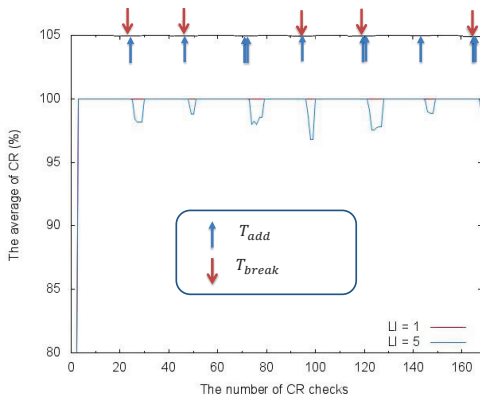 105
100
95
90
85
80
The average of CR (%)
T_add
T_break
LI = 1
LI = 5
0 20 40 60 80 100 120 140 160
The number of CR checks